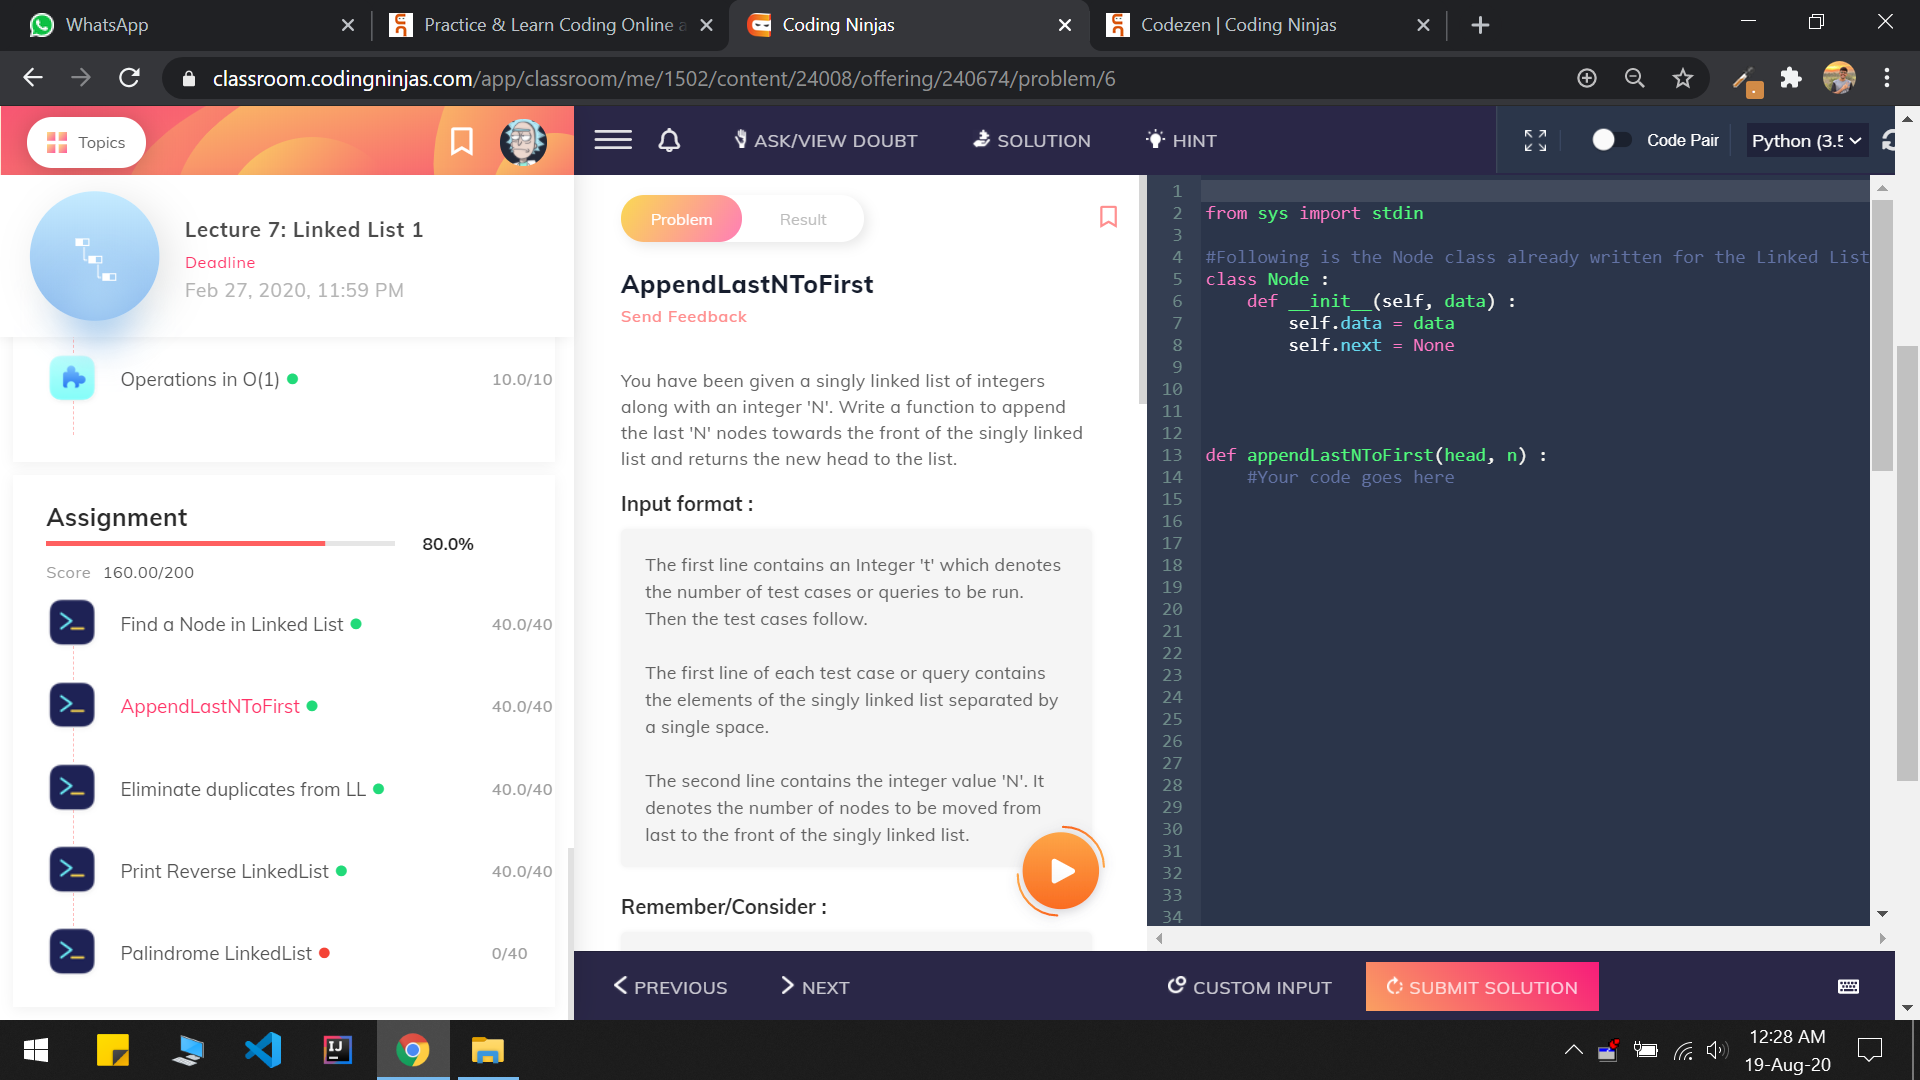 WhatsApp
Practice & Learn Coding Online a
Coding Ninjas
Codezen | Coding Ninjas
classroom.codingninjas.com/app/classroom/me/1502/content/24008/offering/240674/problem/6
Topics
ASK/VIEW DOUBT
SOLUTION
HINT
Code Pair
Python (3.5
Lecture 7: Linked List 1
Deadline
Feb 27, 2020, 11:59 PM
Operations in O(1)
10.0/10
Assignment
80.0%
Score 160.00/200
Find a Node in Linked List
40.0/40
AppendLastNToFirst
40.0/40
Eliminate duplicates from LL
40.0/40
Print Reverse LinkedList
40.0/40
Palindrome LinkedList
0/40
Problem
Result
AppendLastNToFirst
Send Feedback
You have been given a singly linked list of integers
along with an integer 'N'. Write a function to append
the last 'N' nodes towards the front of the singly linked
list and returns the new head to the list.
Input format :
The first line contains an Integer 't' which denotes
the number of test cases or queries to be run.
Then the test cases follow.
The first line of each test case or query contains
the elements of the singly linked list separated by
a single space.
The second line contains the integer value 'N'. It
denotes the number of nodes to be moved from
last to the front of the singly linked list.
Remember/Consider :
1
2 from sys import stdin
3
4 #Following is the Node class already written for the Linked List
5 class Node :
6 def __init__(self, data) :
7 self.data = data
8 self.next = None
9
10
11
12
13 def appendLastNToFirst(head, n) :
14 #Your code goes here
15
16
17
18
19
20
21
22
23
24
25
26
27
28
29
30
31
32
33
34
PREVIOUS
NEXT
CUSTOM INPUT
SUBMIT SOLUTION
12:28 AM
19-Aug-20